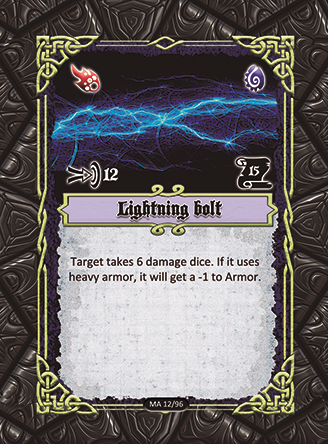 12
15
Lightning bolt
Target takes 6 damage dice. If it uses
heavy armor, it will get a -1 to Armor.
MA 12/96